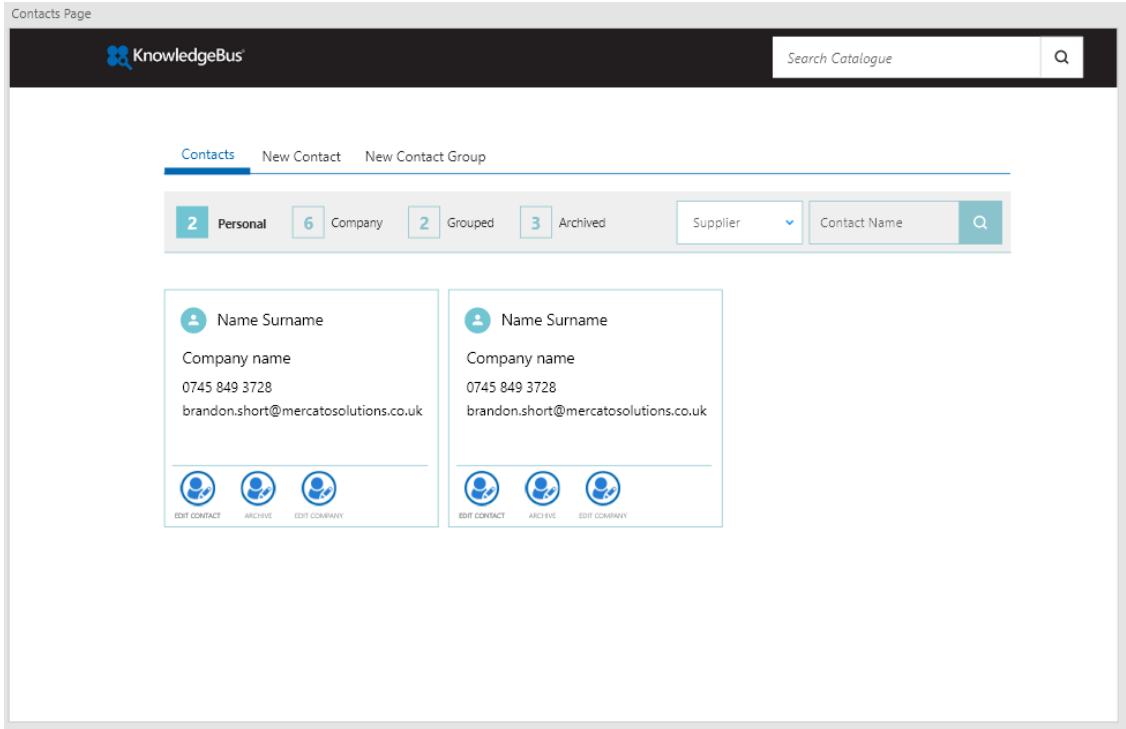 Contacts Page
KnowledgeBus
Search Catalogue
Contacts New Contact New Contact Group
2 Personal 6 Company 2 Grouped 3 Archived Supplier Contact Name
Name Surname
Company name
0745 849 3728
brandon.short@mercatosolutions.co.uk
EDIT CONTACT ARCHIVE EDIT COMPANY
Name Surname
Company name
0745 849 3728
brandon.short@mercatosolutions.co.uk
EDIT CONTACT ARCHIVE EDIT COMPANY